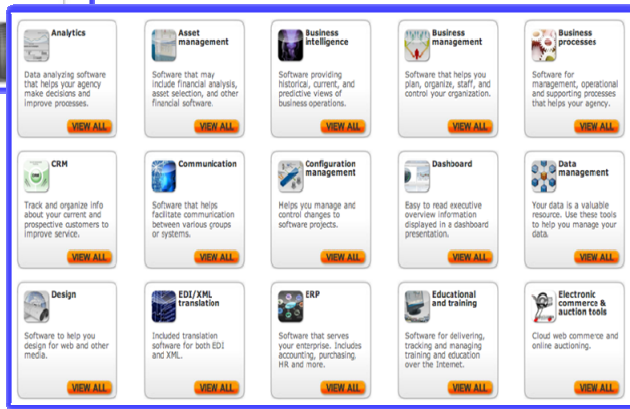 Analytics
Data analyzing software
that helps your agency
make decisions and
improve processes.
VIEW ALL
Asset
management
Software that may
include financial analysis,
asset selection, and other
financial software.
VIEW ALL
Business
intelligence
Software providing
historical, current, and
predictive views of
business operations.
VIEW ALL
Business
management
Software that helps you
plan, organize, staff, and
control your organization.
VIEW ALL
Business
processes
Software for
management, operational
and supporting processes
that helps your agency.
VIEW ALL
CRM
Track and organize info
about your current and
prospective customers to
improve service.
VIEW ALL
Communication
Software that helps
facilitate communication
between various groups
or systems.
VIEW ALL
Configuration
management
Helps you manage and
control changes to
software projects.
VIEW ALL
Dashboard
Easy to read executive
overview information
displayed in a dashboard
presentation.
VIEW ALL
Data
management
Your data is a valuable
resource. Use these tools
to help you manage your
data.
VIEW ALL
Design
Software to help you
design for web and other
media.
VIEW ALL
EDI/XML
translation
Included translation
software for both EDI
and XML.
VIEW ALL
ERP
Software that serves
your enterprise. Includes
accounting, purchasing,
HR and more.
VIEW ALL
Educational
and training
Software for delivering,
tracking and managing
training and education
over the Internet.
VIEW ALL
Electronic
commerce &
auction tools
Cloud web commerce and
online auctioning.
VIEW ALL